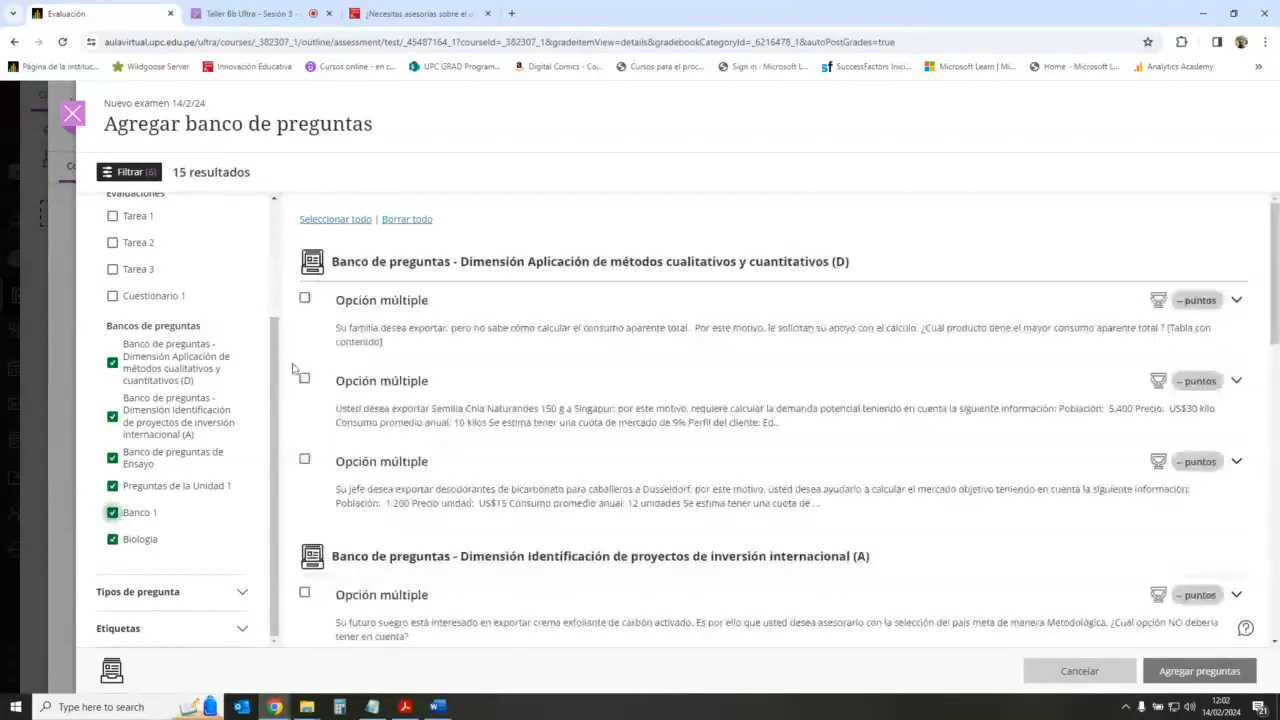 Evaluación
Taller Bb Ultra - Sesión 3 -
¿Necesitas asesorías sobre el u
aulavirtual.upc.edu.pe/ultra/courses/_382307_1/outline/assessment/test/_45487164_1?courseId=_382307_1&gradeitemView=details&gradebookCategoryId=_6216478_1&autoPostGrades=true
Página de la instituc...
Wildgoose Server
Innovación Educativa
Cursos online - en c...
UPC GRAD Program...
Digital Comics - Co...
Cursos para el proc...
Sign in · Microsoft L...
SuccessFactors Inici...
Microsoft Learn | Mi...
Home - Microsoft L...
Analytics Academy
»
Nuevo examen 14/2/24
Agregar banco de preguntas
Filtrar (6)
15 resultados
Evaluaciones
Tarea 1
Tarea 2
Tarea 3
Cuestionario 1
Bancos de preguntas
Banco de preguntas -
Dimensión Aplicación de
métodos cualitativos y
cuantitativos (D)
Banco de preguntas -
Dimensión identificación
de proyectos de inversión
internacional (A)
Banco de preguntas de
Ensayo
Preguntas de la Unidad 1
Banco 1
Biologia
Tipos de pregunta
Etiquetas
Seleccionar todo | Borrar todo
Banco de preguntas - Dimensión Aplicación de métodos cualitativos y cuantitativos (D)
Opción múltiple
-- puntos
Su familia desea exportar, pero no sabe cómo calcular el consumo aparente total. Por este motivo, le solicitan su apoyo con el cálculo. ¿Cuál producto tiene el mayor consumo aparente total ? [Tabla con
contenido]
Opción múltiple
-- puntos
Usted desea exportar Semilla Chia Naturandes 150 g a Singapur; por este motivo, requiere calcular la demanda potencial teniendo en cuenta la siguiente información: Población: 5,400 Precio: US$30 kilo
Consumo promedio anual: 10 kilos Se estima tener una cuota de mercado de 9% Perfil del cliente: Ed...
Opción múltiple
-- puntos
Su jefe desea exportar desodorantes de bicarbonato para caballeros a Düsseldorf, por este motivo, usted desea ayudarlo a calcular el mercado objetivo teniendo en cuenta la siguiente información:
Población: 1,200 Precio unidad: US$15 Consumo promedio anual: 12 unidades Se estima tener una cuota de ...
Banco de preguntas - Dimensión identificación de proyectos de inversión internacional (A)
Opción múltiple
-- puntos
Su futuro suegro está interesado en exportar crema exfoliante de carbón activado. Es por ello que usted desea asesorarlo con la selección del país meta de manera Metodológica. ¿Cuál opción NO debería
tener en cuenta?
Cancelar
Agregar preguntas
Type here to search
12:02
14/02/2024
21